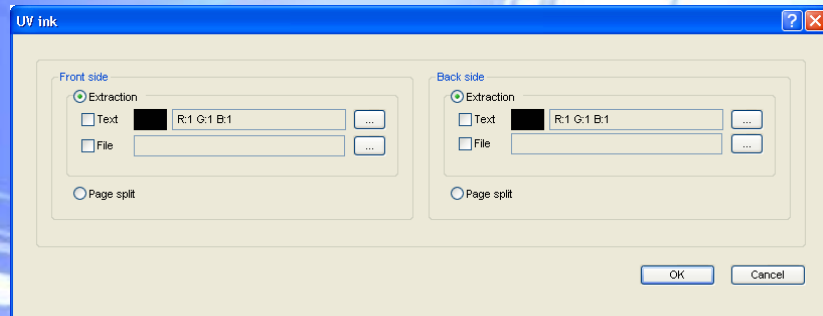 UV ink
Front side
Extraction
Text R:1 G:1 B:1 ...
File ...
Page split
Back side
Extraction
Text R:1 G:1 B:1 ...
File ...
Page split
OK Cancel